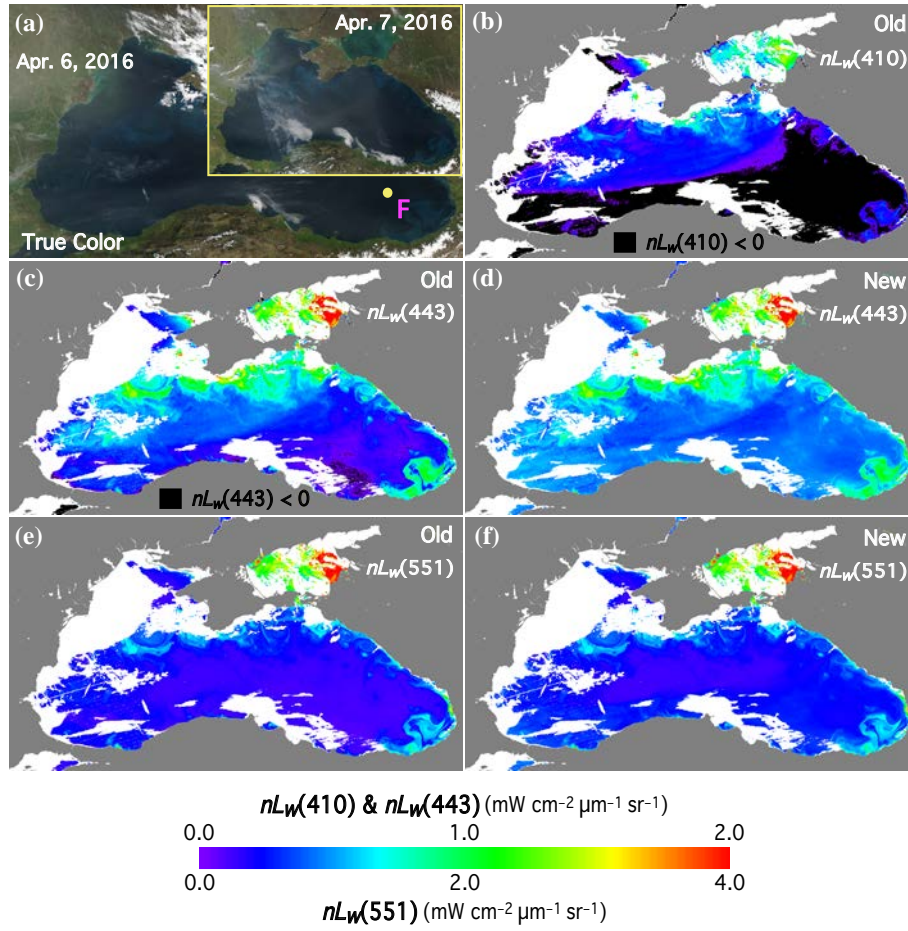 (a)
Apr. 7, 2016
Apr. 6, 2016
F
True Color
(b)
Old
nLw(410)
nLw(410) < 0
(c)
Old
nLw(443)
nLw(443) < 0
(d)
New
nLw(443)
(e)
Old
nLw(551)
(f)
New
nLw(551)
nLw(410) & nLw(443) (mW cm⁻² μm⁻¹ sr⁻¹)
0.0 1.0 2.0
0.0 2.0 4.0
nLw(551) (mW cm⁻² μm⁻¹ sr⁻¹)